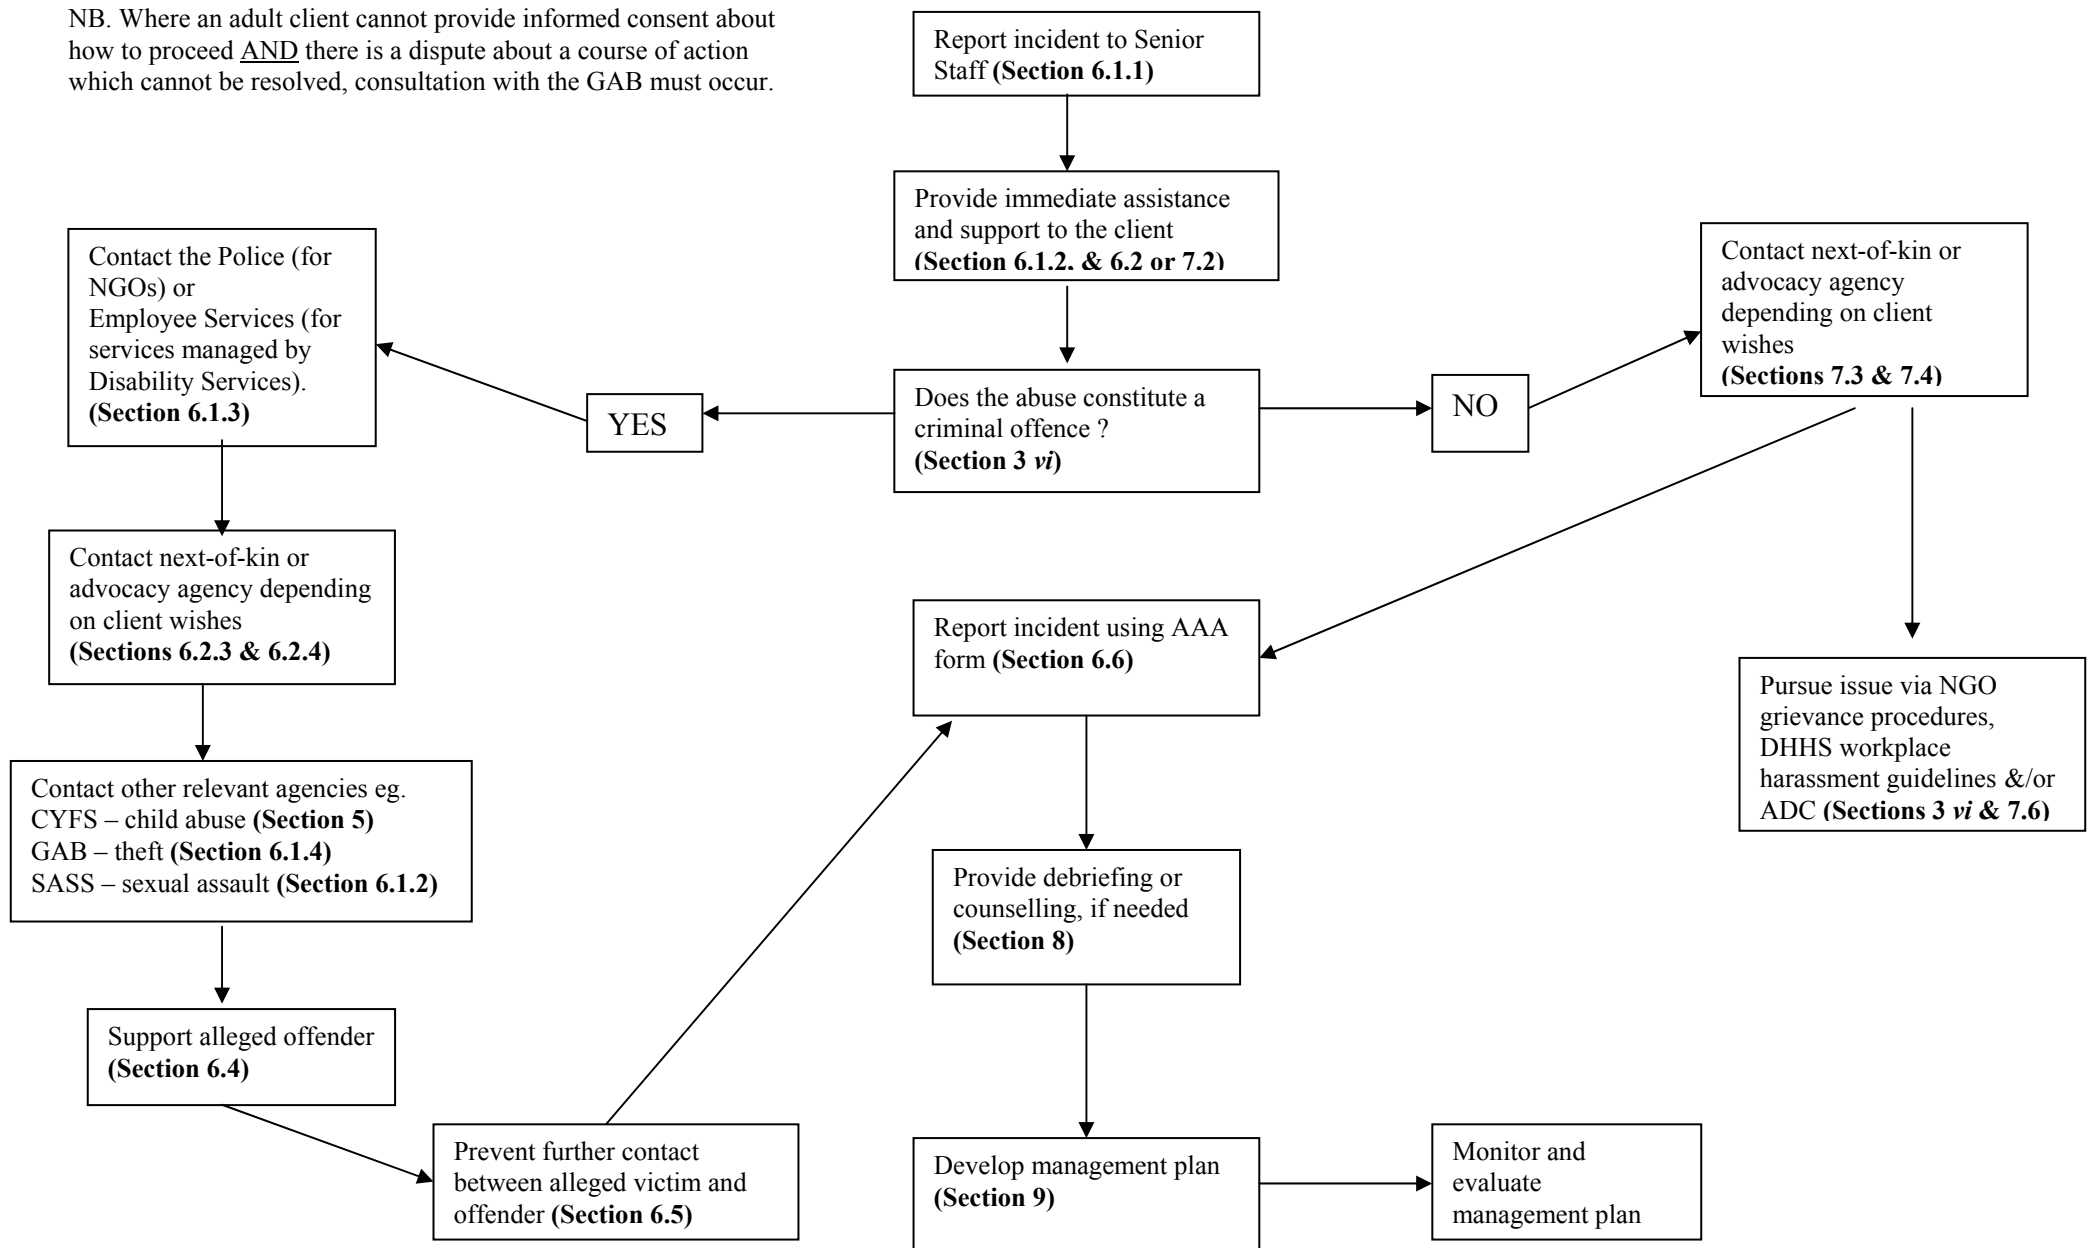 NB. Where an adult client cannot provide informed consent about
how to proceed AND there is a dispute about a course of action
which cannot be resolved, consultation with the GAB must occur.
Report incident to Senior
Staff (Section 6.1.1)
Provide immediate assistance
and support to the client
(Section 6.1.2, & 6.2 or 7.2)
Does the abuse constitute a
criminal offence ?
(Section 3 vi)
YES
Contact the Police (for
NGOs) or
Employee Services (for
services managed by
Disability Services).
(Section 6.1.3)
Contact next-of-kin or
advocacy agency depending
on client wishes
(Sections 6.2.3 & 6.2.4)
Contact other relevant agencies eg.
CYFS – child abuse (Section 5)
GAB – theft (Section 6.1.4)
SASS – sexual assault (Section 6.1.2)
Support alleged offender
(Section 6.4)
Prevent further contact
between alleged victim and
offender (Section 6.5)
NO
Contact next-of-kin or
advocacy agency
depending on client
wishes
(Sections 7.3 & 7.4)
Pursue issue via NGO
grievance procedures,
DHHS workplace
harassment guidelines &/or
ADC (Sections 3 vi & 7.6)
Report incident using AAA
form (Section 6.6)
Provide debriefing or
counselling, if needed
(Section 8)
Develop management plan
(Section 9)
Monitor and
evaluate
management plan